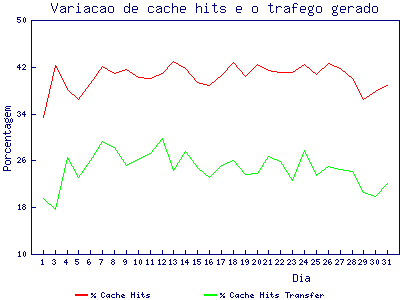 Variacao de cache hits e o trafego gerado
Porcentagem
50
42
34
26
18
10
1 3 4 5 6 7 8 9 10 11 12 13 14 15 16 17 18 19 20 21 22 23 24 25 26 27 28 29 30 31
Dia
% Cache Hits % Cache Hits Transfer